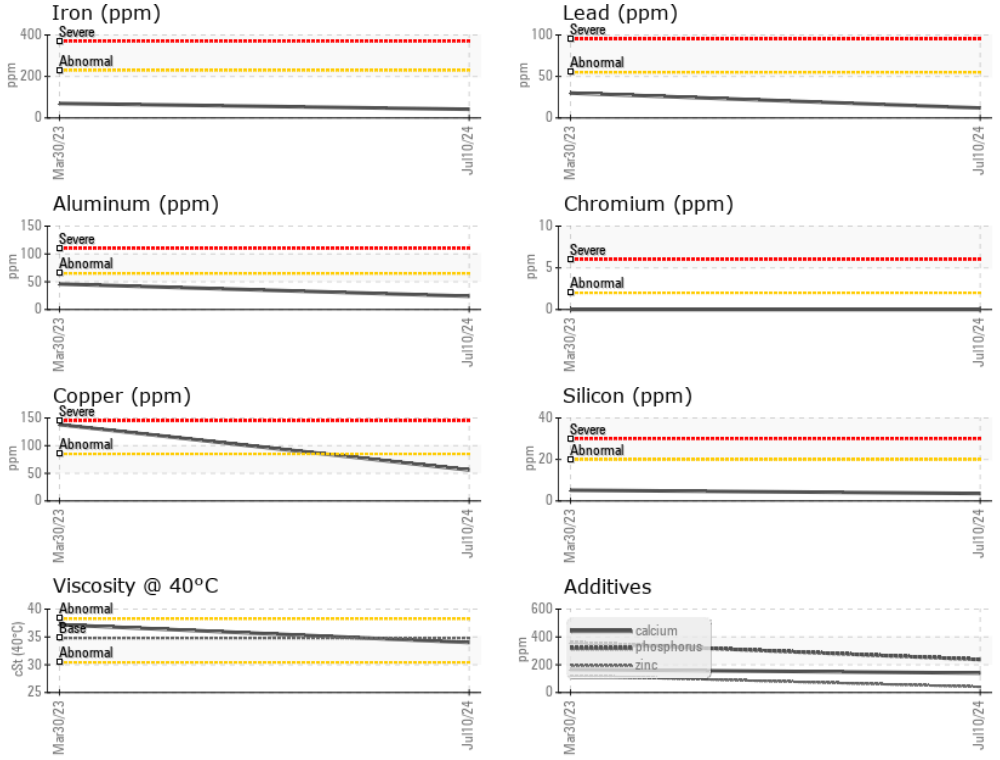 Iron (ppm)
400
200
0
ppm
Severe
Abnormal
Mar30/23
Jul10/24
Lead (ppm)
100
50
0
ppm
Severe
Abnormal
Mar30/23
Jul10/24
Aluminum (ppm)
150
100
50
0
ppm
Severe
Abnormal
Mar30/23
Jul10/24
Chromium (ppm)
10
5
0
ppm
Severe
Abnormal
Mar30/23
Jul10/24
Copper (ppm)
150
100
50
0
ppm
Severe
Abnormal
Mar30/23
Jul10/24
Silicon (ppm)
40
20
0
ppm
Severe
Abnormal
Mar30/23
Jul10/24
Viscosity @ 40°C
40
35
30
25
cSt (40°C)
Abnormal
Base
Abnormal
Mar30/23
Jul10/24
Additives
600
400
200
0
ppm
calcium
phosphorus
zinc
Mar30/23
Jul10/24